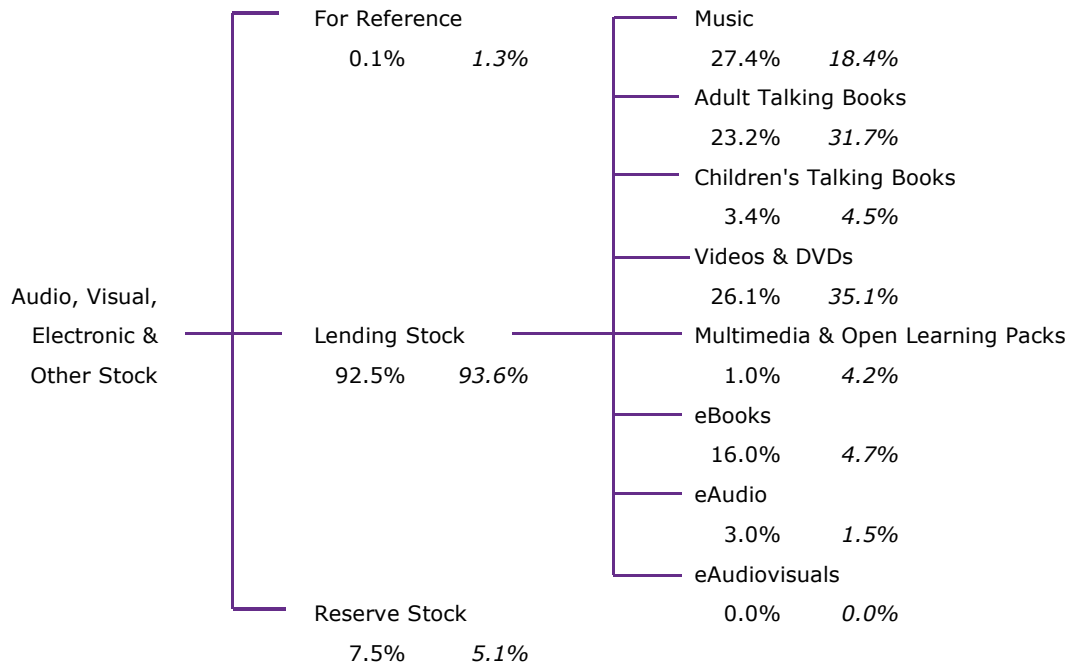 For Reference
0.1% 1.3%
Music
27.4% 18.4%
Adult Talking Books
23.2% 31.7%
Children's Talking Books
3.4% 4.5%
Videos & DVDs
26.1% 35.1%
Audio, Visual,
Electronic &
Other Stock
Lending Stock
92.5% 93.6%
Multimedia & Open Learning Packs
1.0% 4.2%
eBooks
16.0% 4.7%
eAudio
3.0% 1.5%
eAudiovisuals
0.0% 0.0%
Reserve Stock
7.5% 5.1%